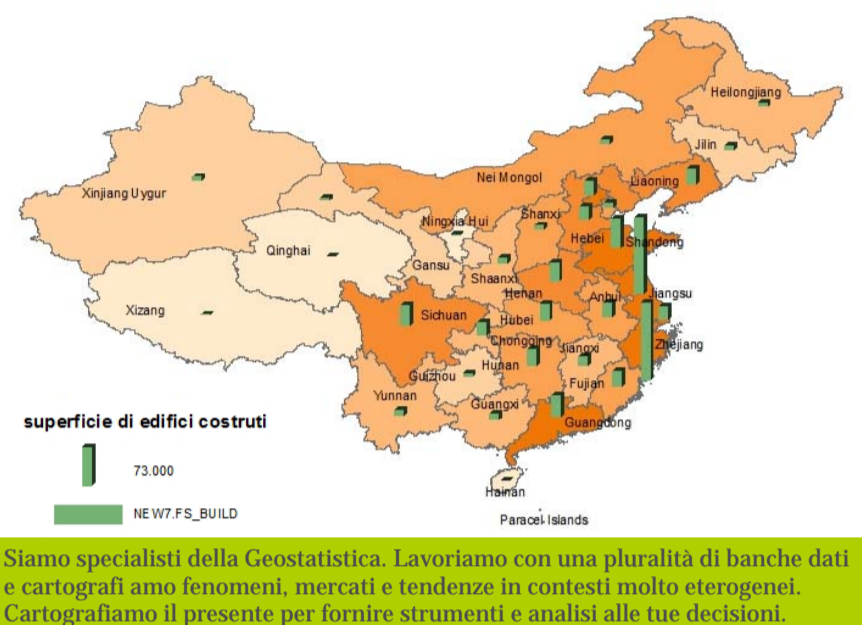 Heilongjiang
Jilin
Nei Mongol
Liaoning
Xinjiang Uygur
Ningxia Hui
Shanxi
Hebei
Shandong
Qinghai
Gansu
Shaanxi
Henan
Anhui
Jiangsu
Xizang
Sichuan
Hubei
Chongqing
Jiangxi
Zhejiang
Hunan
Guizhou
Fujian
Yunnan
Guangxi
Guangdong
superficie di edifici costruti
73.000
NEW7.FS_BUILD
Hainan
Paracel Islands
Siamo specialisti della Geostatistica. Lavoriamo con una pluralità di banche dati
e cartografi amo fenomeni, mercati e tendenze in contesti molto eterogenei.
Cartografiamo il presente per fornire strumenti e analisi alle tue decisioni.